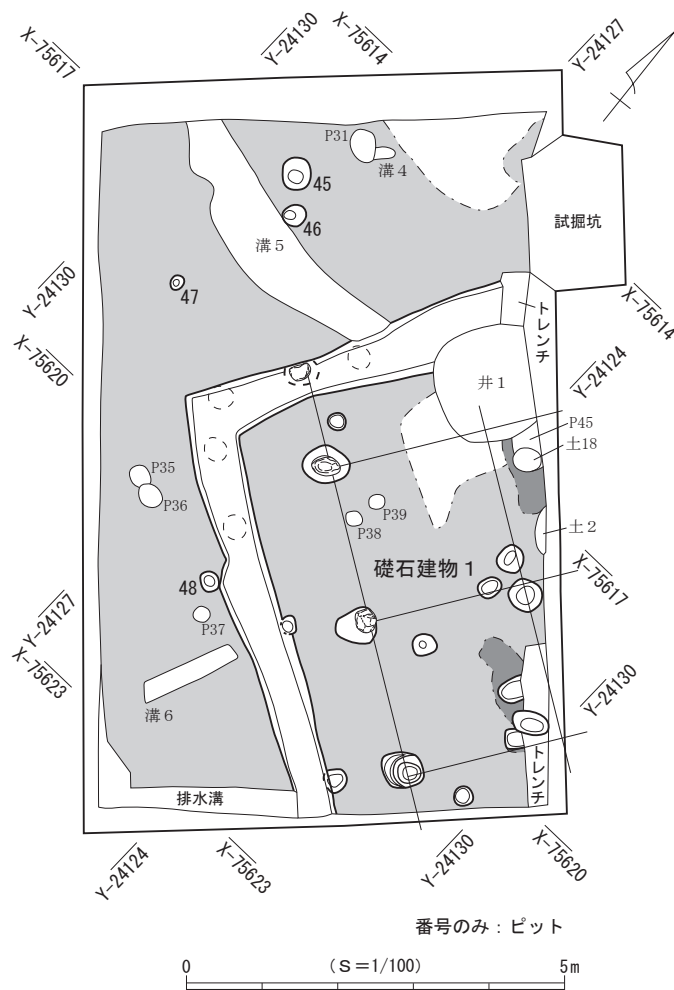 X-75617
Y-24130
X-75614
Y-24127
P31
溝4
45
46
溝5
試掘坑
47
Y-24130
X-75620
トレンチ
X-75614
Y-24124
井1
P45
土18
P35
P36
P39
P38
土2
礎石建物1
X-75617
48
P37
Y-24127
X-75623
溝6
Y-24130
トレンチ
排水溝
Y-24124
X-75623
Y-24130
X-75620
番号のみ:ピット
0 (S=1/100) 5m